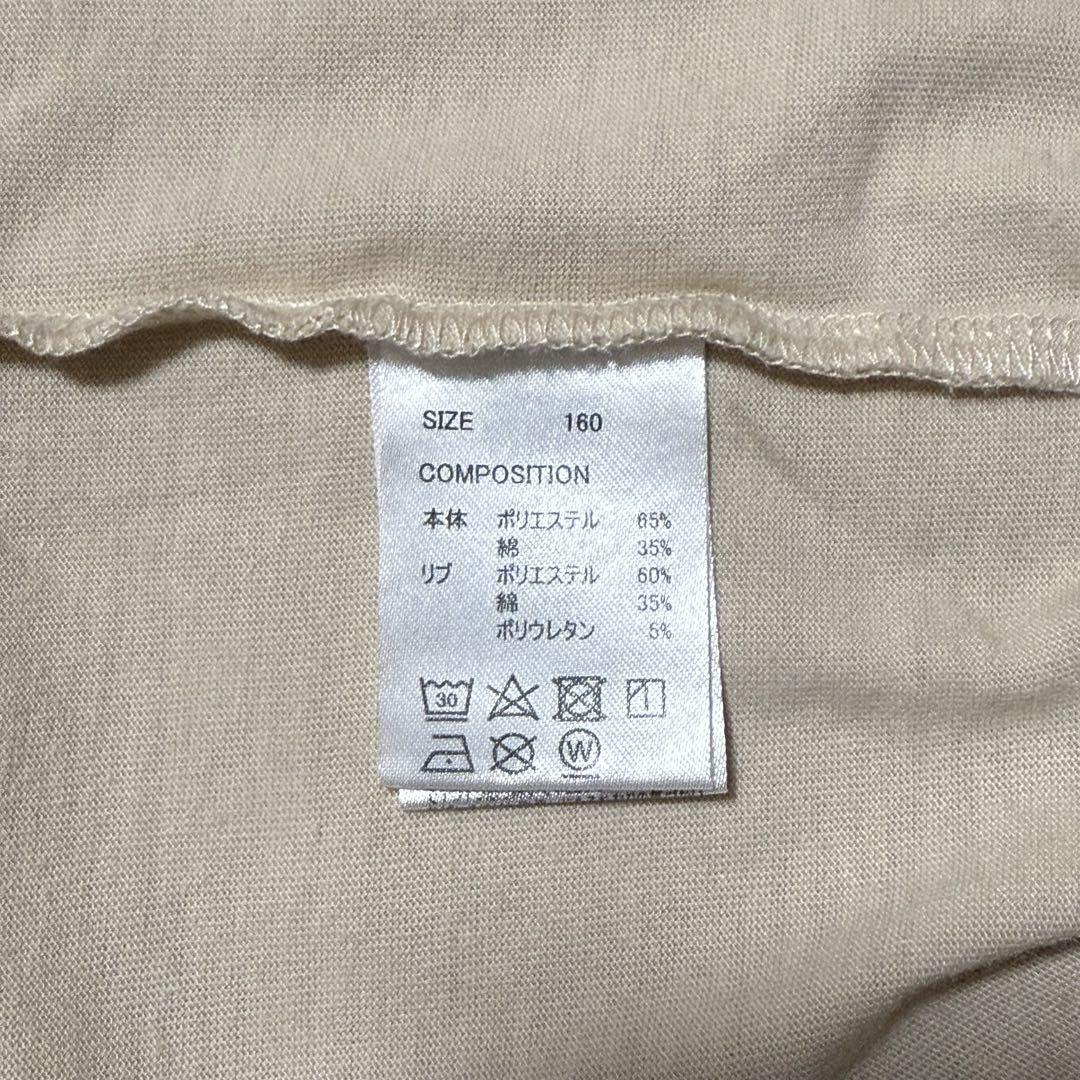 SIZE 160
COMPOSITION
本体 ポリエステル 65%
綿 35%
リブ ポリエステル 60%
綿 35%
ポリウレタン 5%
30
W